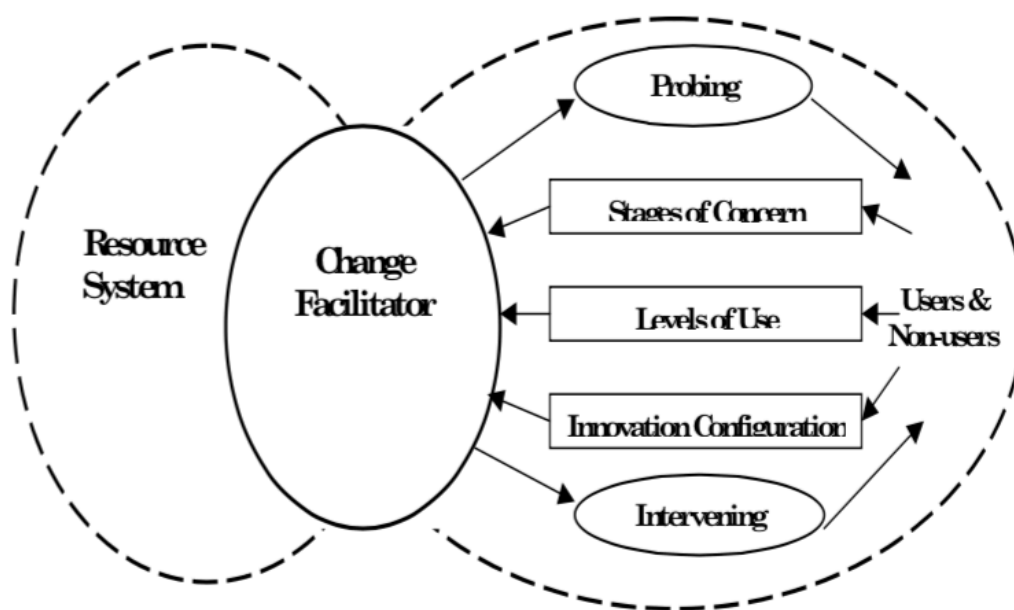 Probing
Stages of Concern
Resource
System
Change
Facilitator
Levels of Use
Users &
Non-users
Innovation Configuration
Intervening